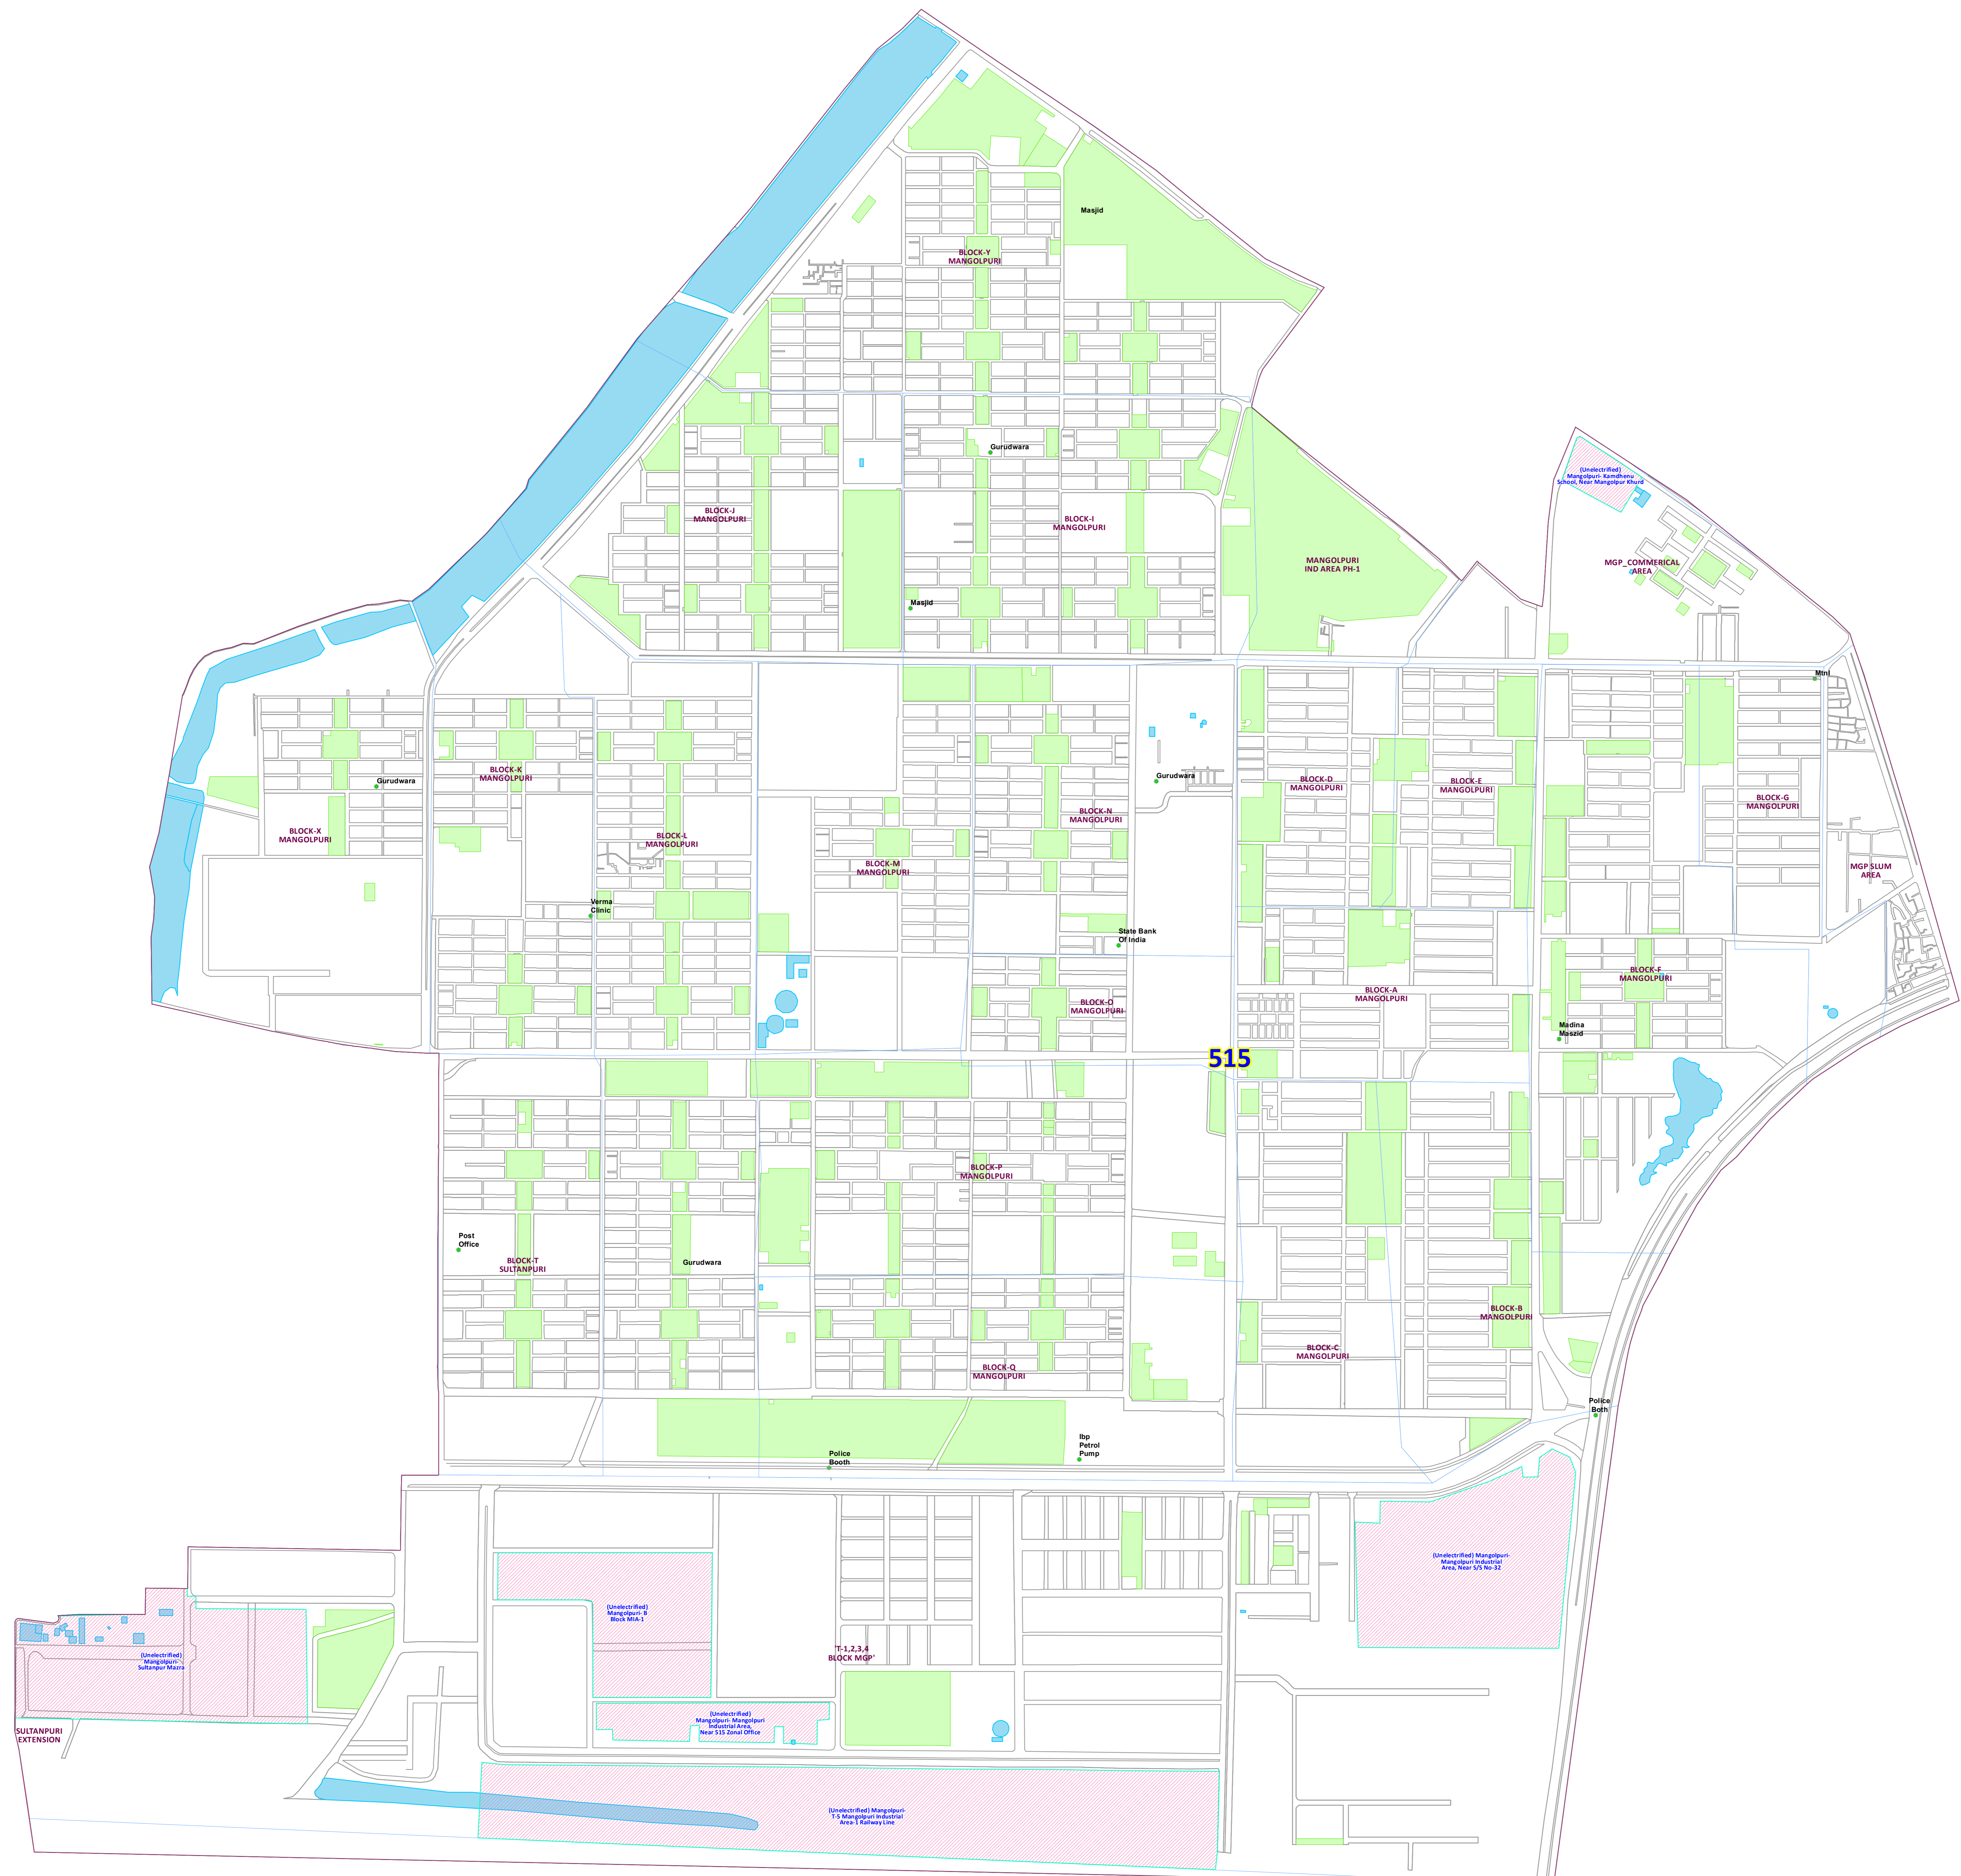 Masjid
BLOCK-Y
MANGOLPURI
Gurudwara
(Unelectrified)
Mangolpuri- Kamdhenu
School, Near Mangolpur Khurd
BLOCK-J
MANGOLPURI
BLOCK-I
MANGOLPURI
MANGOLPURI
IND AREA PH-1
MGP_COMMERICAL
AREA
Masjid
Mtnl
BLOCK-K
MANGOLPURI
Gurudwara
Gurudwara
BLOCK-D
MANGOLPURI
BLOCK-E
MANGOLPURI
BLOCK-G
MANGOLPURI
BLOCK-N
MANGOLPURI
BLOCK-X
MANGOLPURI
BLOCK-L
MANGOLPURI
BLOCK-M
MANGOLPURI
MGP SLUM
AREA
Verma
Clinic
State Bank
Of India
BLOCK-F
MANGOLPURI
BLOCK-A
MANGOLPURI
BLOCK-O
MANGOLPURI
Madina
Maszid
515
BLOCK-P
MANGOLPURI
Post
Office
BLOCK-T
SULTANPURI
Gurudwara
BLOCK-B
MANGOLPURI
BLOCK-C
MANGOLPURI
BLOCK-Q
MANGOLPURI
Police
Both
Ibp
Petrol
Pump
Police
Booth
(Unelectrified) Mangolpuri-
Mangolpuri Industrial
Area, Near S/S No-32
(Unelectrified)
Mangolpuri- B
Block MIA-1
'T-1,2,3,4
BLOCK MGP'
(Unelectrified)
Mangolpuri-
Sultanpur Mazra
(Unelectrified)
Mangolpuri- Mangolpuri
Industrial Area,
Near 515 Zonal Office
SULTANPURI
EXTENSION
(Unelectrified) Mangolpuri-
T-5 Mangolpuri Industrial
Area-1 Railway Line